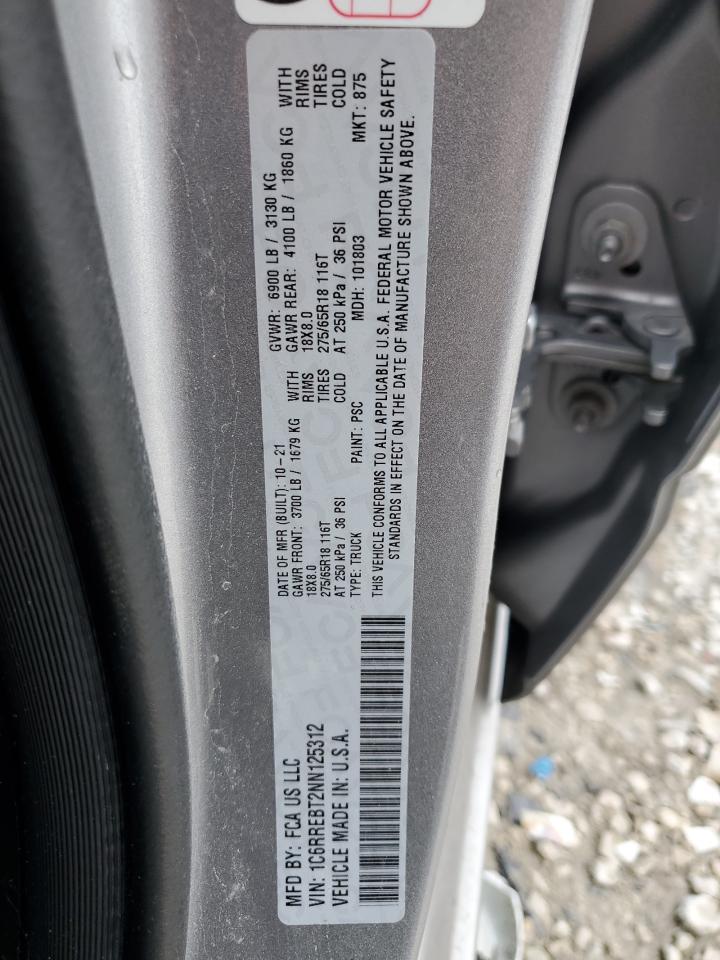 MFD BY: FCA US LLC
DATE OF MFR (BUILT): 10-21
GVWR: 6900 LB / 3130 KG
GAWR FRONT: 3700 LB / 1679 KG WITH
GAWR REAR: 4100 LB / 1860 KG WITH
18X8.0 RIMS
18X8.0 RIMS
275/65R18 116T TIRES
275/65R18 116T TIRES
AT 250 kPa / 36 PSI COLD
AT 250 kPa / 36 PSI COLD
VIN: 1C6RREBT2NN125312
TYPE: TRUCK PAINT: PSC MDH: 101803 MKT: 875
VEHICLE MADE IN: U.S.A.
THIS VEHICLE CONFORMS TO ALL APPLICABLE U.S.A. FEDERAL MOTOR VEHICLE SAFETY
STANDARDS IN EFFECT ON THE DATE OF MANUFACTURE SHOWN ABOVE.